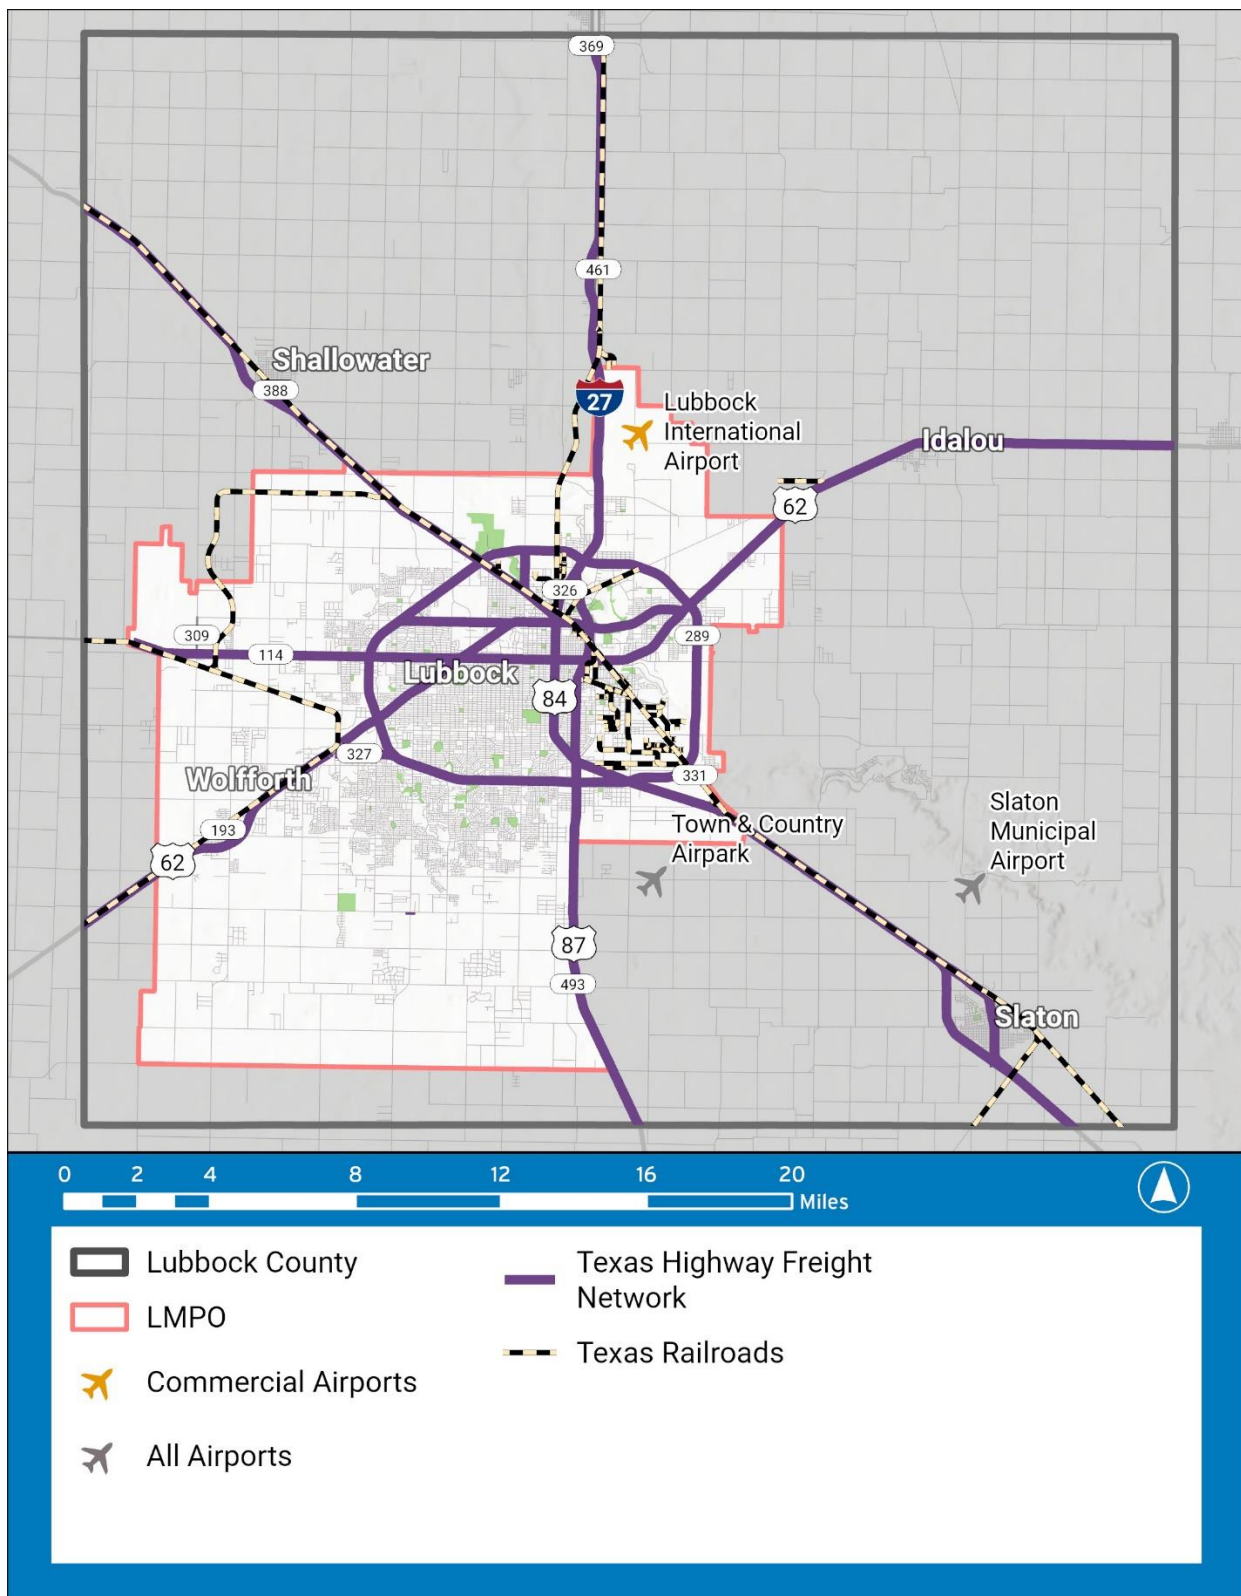 369
461
Shallowater
388
27
Lubbock
International
Airport
Idalou
62
326
309
289
114
Lubbock
84
327
331
Wolfforth
193
62
Town & Country
Airpark
Slaton
Municipal
Airport
87
493
Slaton
0 2 4 8 12 16 20
Miles
Lubbock County
LMPO
Commercial Airports
All Airports
Texas Highway Freight
Network
Texas Railroads